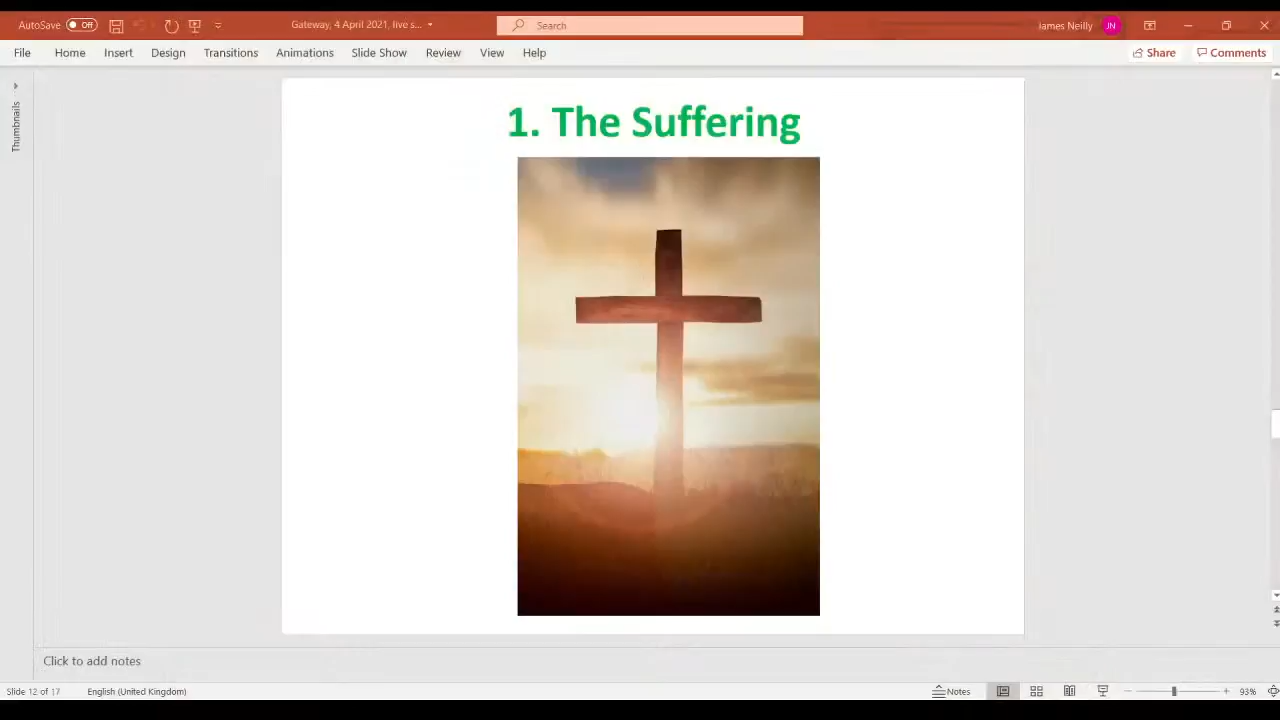 AutoSave Off Gateway, 4 April 2021, live s... Search James Neilly JN
File Home Insert Design Transitions Animations Slide Show Review View Help Share Comments
Thumbnails
1. The Suffering
Click to add notes
Slide 12 of 17 English (United Kingdom) Notes 93%